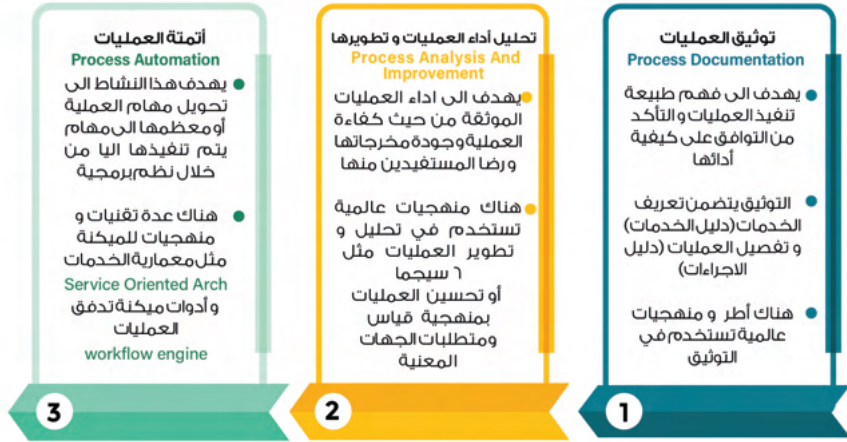 توثيق العمليات
Process Documentation
يهدف الى فهم طبيعة
تنفيذ العمليات و التأكد
من التوافق على كيفية
أدائها
التوثيق يتضمن تعريف
الخدمات (دليل الخدمات)
و تفصيل العمليات (دليل
الاجراءات)
هناك أطر و منهجيات
عالمية تستخدم في
التوثيق
1
تحليل أداء العمليات و تطويرها
Process Analysis And
Improvement
يهدف الى اداء العمليات
الموثقة من حيث كفاءة
العملية وجودة مخرجاتها
و رضا المستفيدين منها
هناك منهجيات عالمية
تستخدم في تحليل و
تطوير العمليات مثل
٦ سيجما
أو تحسين العمليات
بمنهجية قياس
ومتطلبات الجهات
المعنية
2
أتمتة العمليات
Process Automation
يهدف هذا النشاط الى
تحويل مهام العملية
أو معظمها الى مهام
يتم تنفيذها اليا من
خلال نظم برمجية
هناك عدة تقنيات و
منهجيات للميكنة
مثل معمارية الخدمات
Service Oriented Arch
و أدوات ميكنة تدفق
العمليات
workflow engine
3